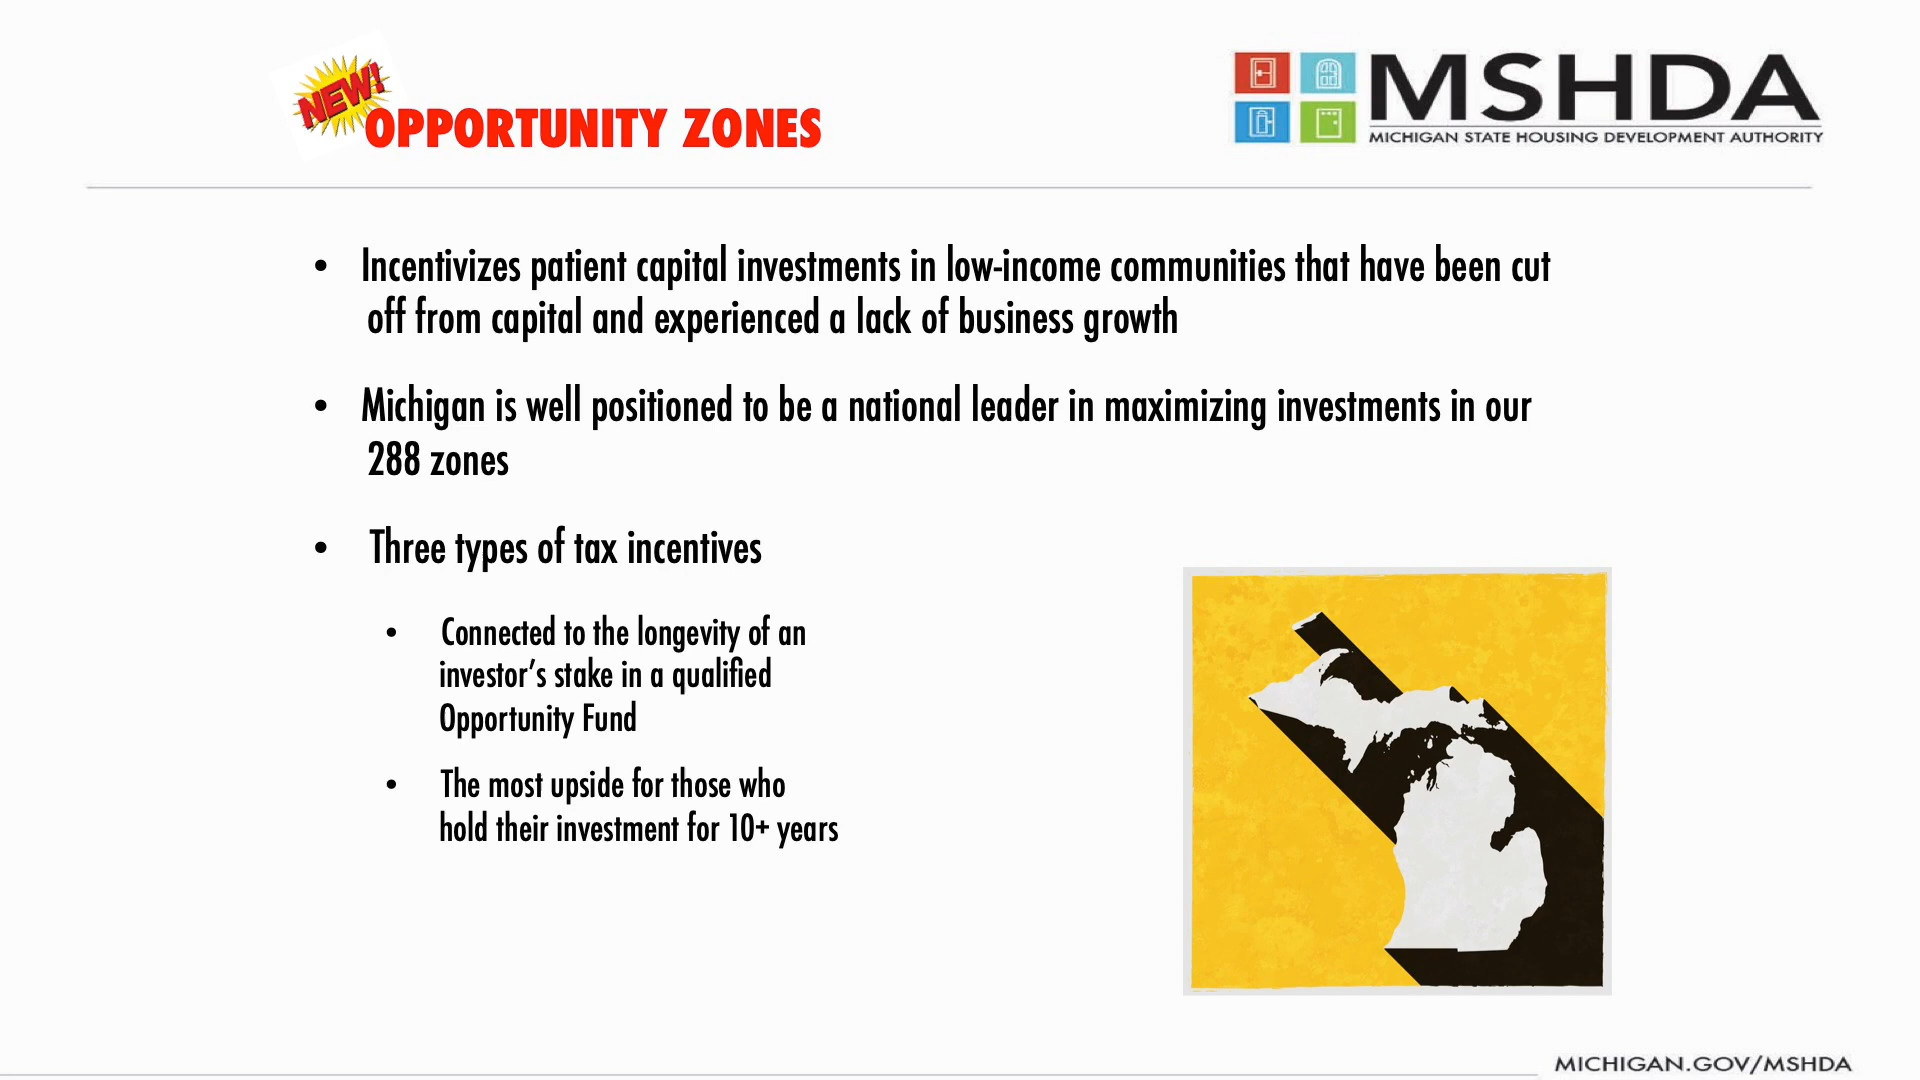 NEW!
OPPORTUNITY ZONES
MSHDA
MICHIGAN STATE HOUSING DEVELOPMENT AUTHORITY
• Incentivizes patient capital investments in low-income communities that have been cut
off from capital and experienced a lack of business growth
• Michigan is well positioned to be a national leader in maximizing investments in our
288 zones
• Three types of tax incentives
• Connected to the longevity of an
investor’s stake in a qualified
Opportunity Fund
• The most upside for those who
hold their investment for 10+ years
MICHIGAN.GOV/MSHDA